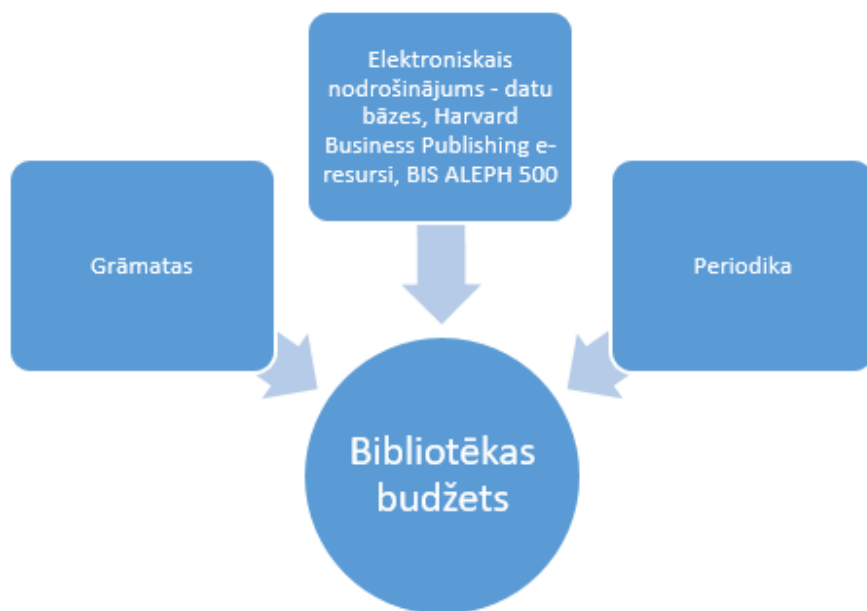 Elektroniskais
nodrošinājums - datu
bāzes, Harvard
Business Publishing e-
resursi, BIS ALEPH 500
Grāmatas
Periodika
Bibliotēkas
budžets